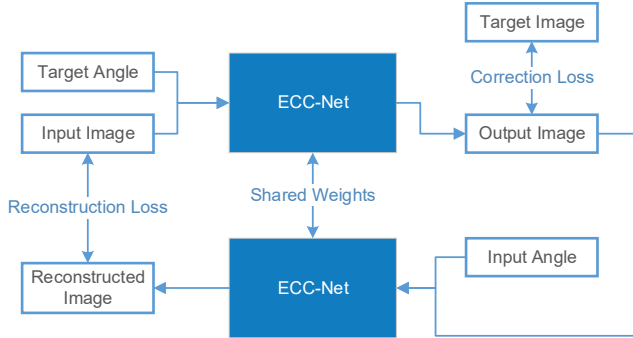 Target Image
Target Angle
Correction Loss
ECC-Net
Input Image
Output Image
Reconstruction Loss
Shared Weights
Input Angle
Reconstructed
Image
ECC-Net